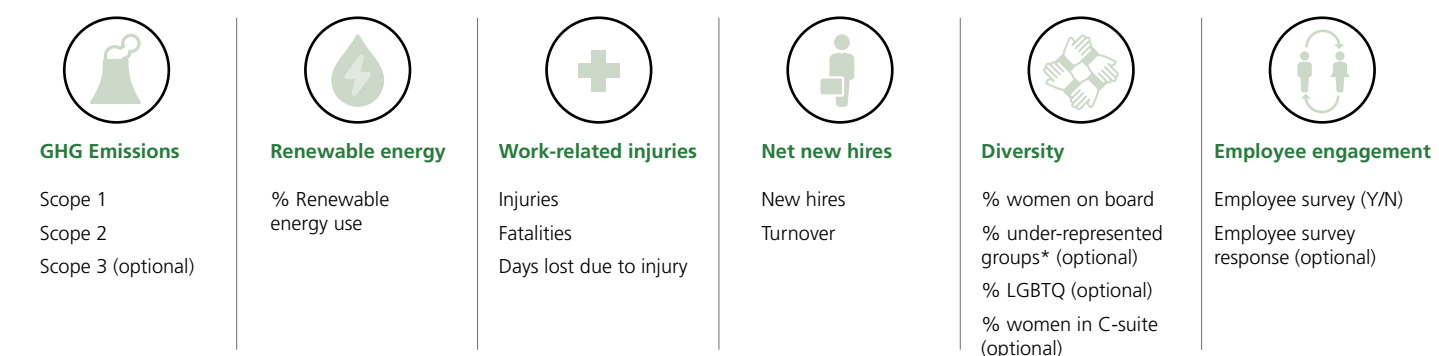 GHG Emissions
Scope 1
Scope 2
Scope 3 (optional)
Renewable energy
% Renewable
energy use
Work-related injuries
Injuries
Fatalities
Days lost due to injury
Net new hires
New hires
Turnover
Diversity
% women on board
% under-represented
groups* (optional)
% LGBTQ (optional)
% women in C-suite
(optional)
Employee engagement
Employee survey (Y/N)
Employee survey
response (optional)